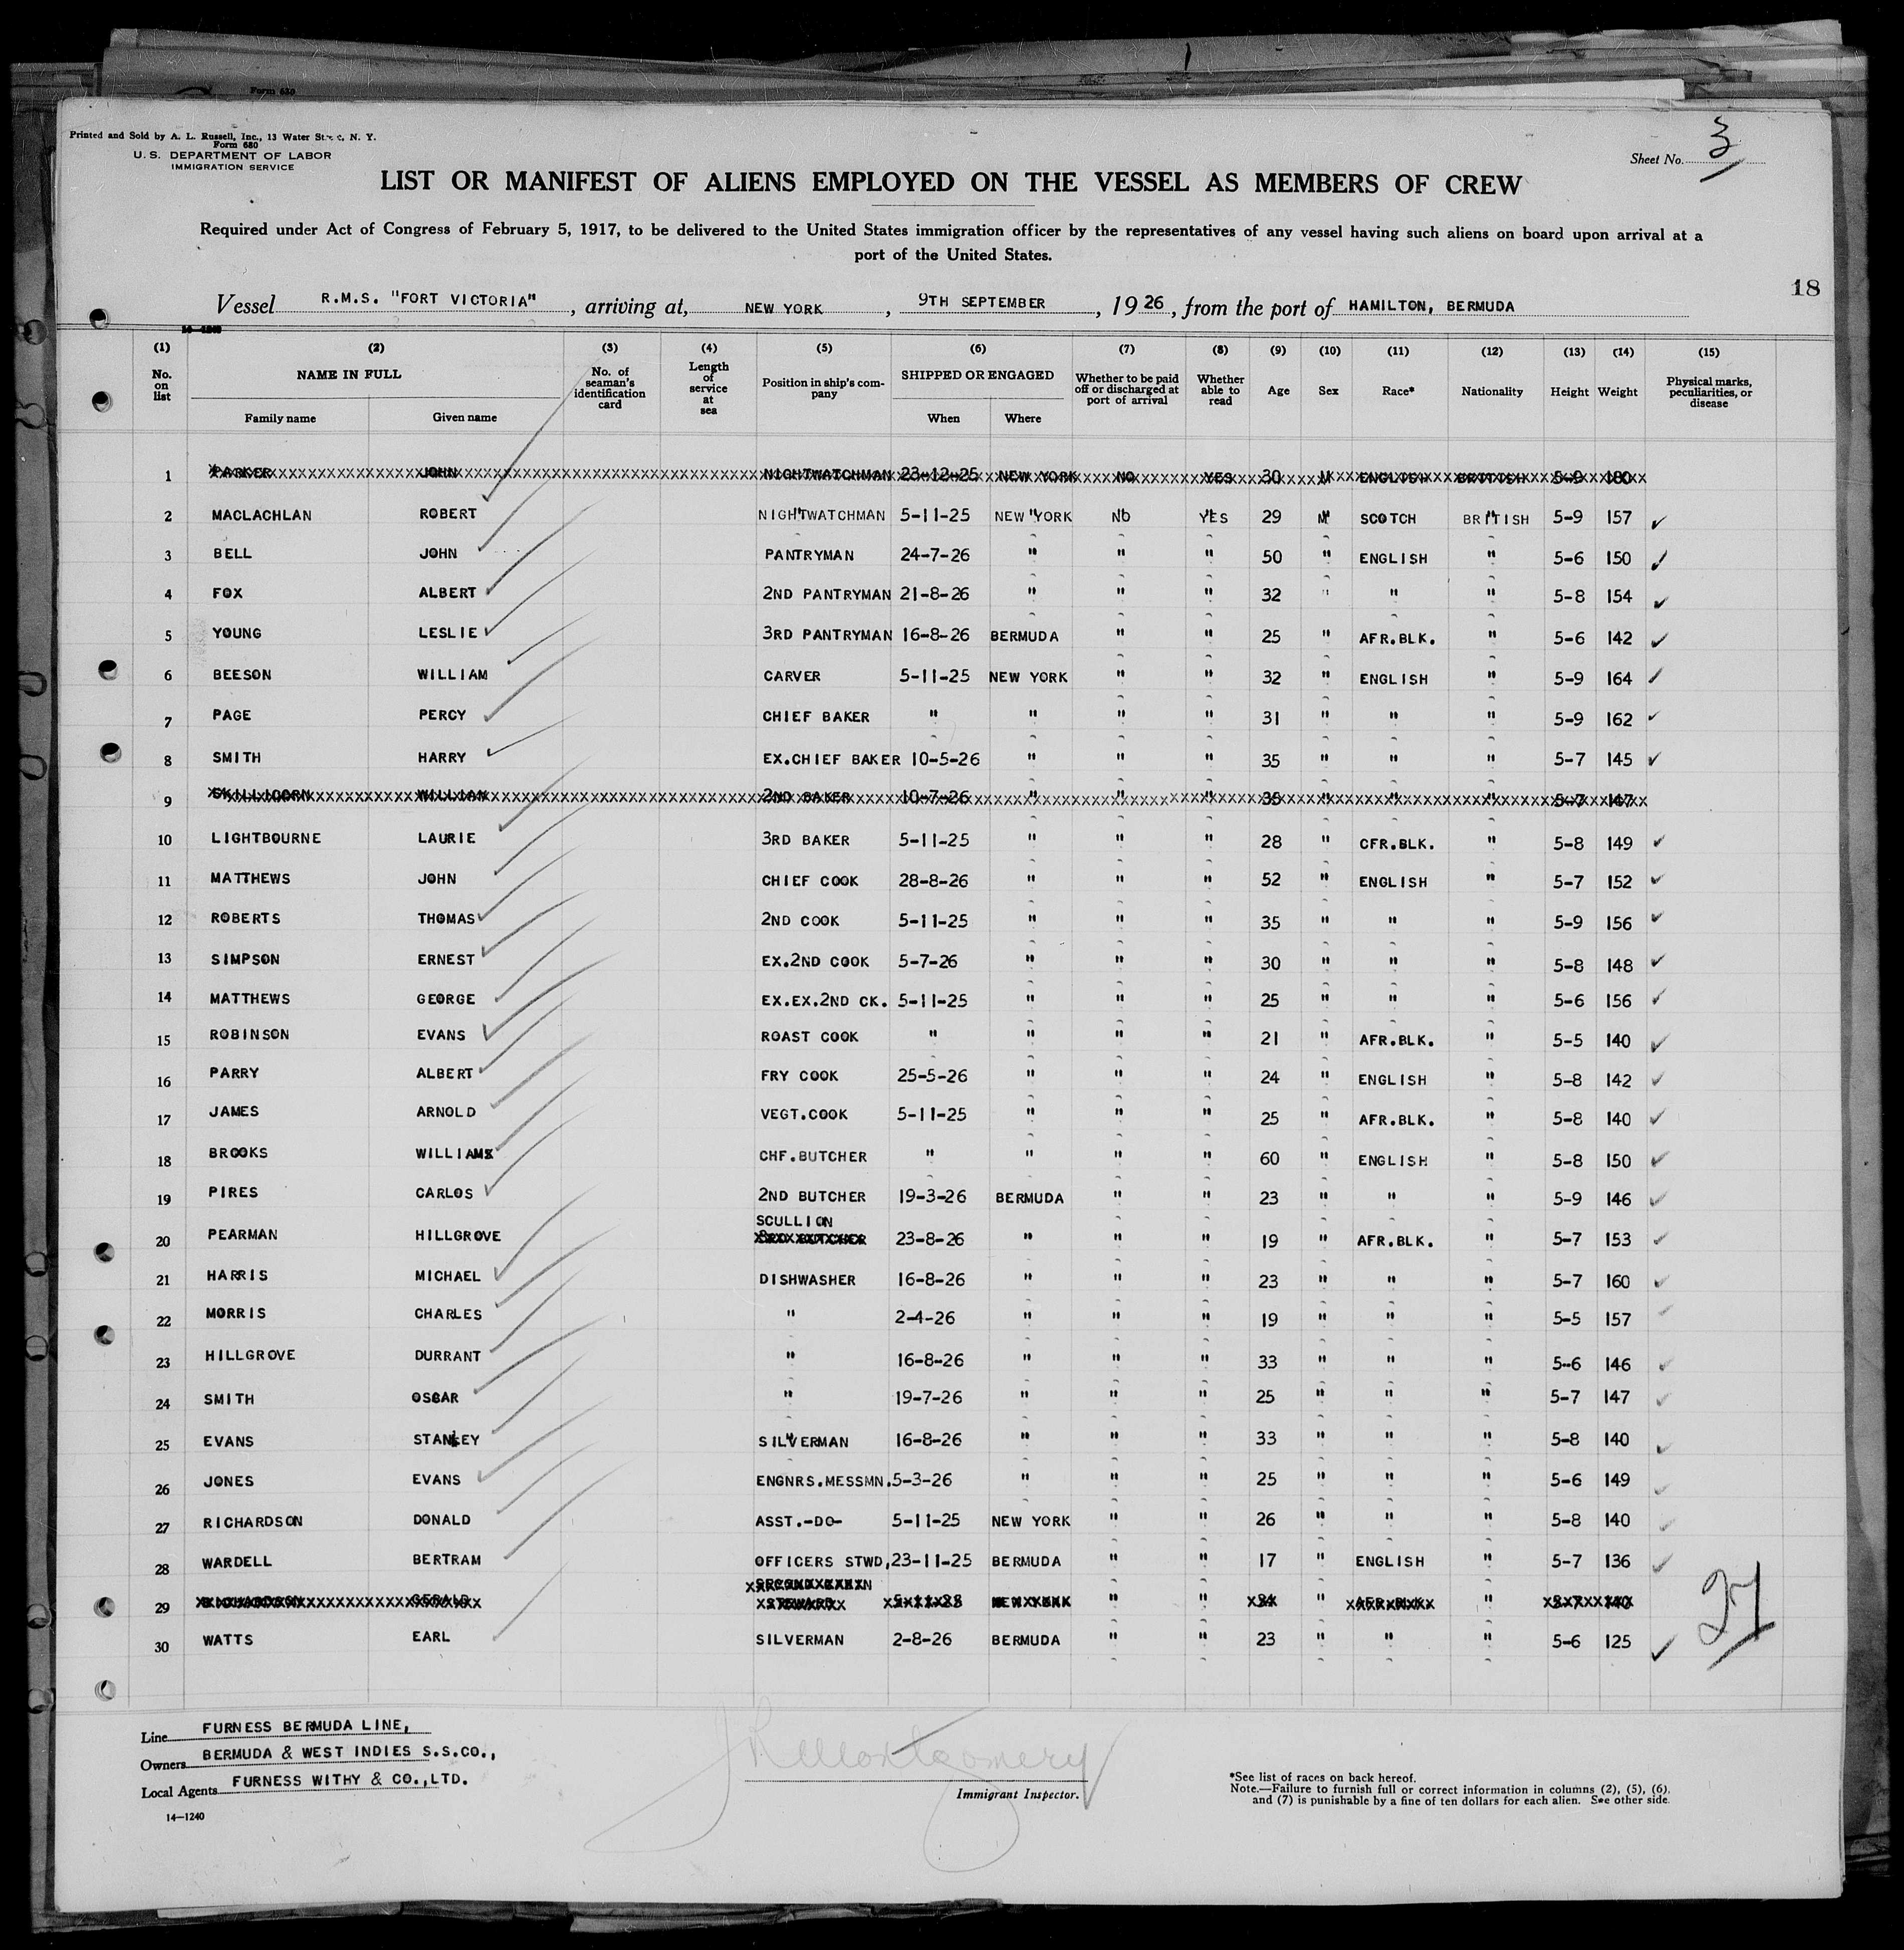 Form 630
Printed and Sold by A. L. Russell, Inc., 13 Water Street, N. Y.
Form 680
U. S. DEPARTMENT OF LABOR
IMMIGRATION SERVICE
Sheet No. 3
LIST OR MANIFEST OF ALIENS EMPLOYED ON THE VESSEL AS MEMBERS OF CREW
Required under Act of Congress of February 5, 1917, to be delivered to the United States immigration officer by the representatives of any vessel having such aliens on board upon arrival at a
port of the United States.
18
Vessel R.M.S. "FORT VICTORIA", arriving at, NEW YORK, 9TH SEPTEMBER, 1926, from the port of HAMILTON, BERMUDA
14-1240
(1) (2) (3) (4) (5) (6) (7) (8) (9) (10) (11) (12) (13) (14) (15)
No. on list NAME IN FULL Family name Given name No. of seaman's identification card Length of service at sea Position in ship's company SHIPPED OR ENGAGED When Where Whether to be paid off or discharged at port of arrival Whether able to read Age Sex Race* Nationality Height Weight Physical marks, peculiarities, or disease
1 PARKER JOHN NIGHTWATCHMAN 23-12-25 NEW YORK NO YES 30 M ENGLISH BRITISH 5-9 180
2 MACLACHLAN ROBERT NIGHTWATCHMAN 5-11-25 NEW YORK NO YES 29 M SCOTCH BRITISH 5-9 157
3 BELL JOHN PANTRYMAN 24-7-26 " " " 50 " ENGLISH " 5-6 150
4 FOX ALBERT 2ND PANTRYMAN 21-8-26 " " " 32 " " " 5-8 154
5 YOUNG LESLIE 3RD PANTRYMAN 16-8-26 BERMUDA " " 25 " AFR.BLK. " 5-6 142
6 BEESON WILLIAM CARVER 5-11-25 NEW YORK " " 32 " ENGLISH " 5-9 164
7 PAGE PERCY CHIEF BAKER " " " " 31 " " " 5-9 162
8 SMITH HARRY EX.CHIEF BAKER 10-5-26 " " " 35 " " " 5-7 145
9 SKILLICORN WILLIAM 2ND BAKER 10-7-26 " " " 35 " " " 5-7 147
10 LIGHTBOURNE LAURIE 3RD BAKER 5-11-25 " " " 28 " CFR.BLK. " 5-8 149
11 MATTHEWS JOHN CHIEF COOK 28-8-26 " " " 52 " ENGLISH " 5-7 152
12 ROBERTS THOMAS 2ND COOK 5-11-25 " " " 35 " " " 5-9 156
13 SIMPSON ERNEST EX.2ND COOK 5-7-26 " " " 30 " " " 5-8 148
14 MATTHEWS GEORGE EX.EX.2ND CK. 5-11-25 " " " 25 " " " 5-6 156
15 ROBINSON EVANS ROAST COOK " " " " 21 " AFR.BLK. " 5-5 140
16 PARRY ALBERT FRY COOK 25-5-26 " " " 24 " ENGLISH " 5-8 142
17 JAMES ARNOLD VEGT.COOK 5-11-25 " " " 25 " AFR.BLK. " 5-8 140
18 BROOKS WILLIAM CHF.BUTCHER " " " " 60 " ENGLISH " 5-8 150
19 PIRES CARLOS 2ND BUTCHER 19-3-26 BERMUDA " " 23 " " " 5-9 146
SCULLION
20 PEARMAN HILLGROVE 3RD BUTCHER 23-8-26 " " " 19 " AFR.BLK. " 5-7 153
21 HARRIS MICHAEL DISHWASHER 16-8-26 " " " 23 " " " 5-7 160
22 MORRIS CHARLES " 2-4-26 " " " 19 " " " 5-5 157
23 HILLGROVE DURRANT " 16-8-26 " " " 33 " " " 5-6 146
24 SMITH OSCAR " 19-7-26 " " " 25 " " " 5-7 147
25 EVANS STANLEY SILVERMAN 16-8-26 " " " 33 " " " 5-8 140
26 JONES EVANS ENGNRS.MESSMN. 5-3-26 " " " 25 " " " 5-6 149
27 RICHARDSON DONALD ASST.-DO- 5-11-25 NEW YORK " " 26 " " " 5-8 140
28 WARDELL BERTRAM OFFICERS STWD, 23-11-25 BERMUDA " " 17 " ENGLISH " 5-7 136
29 RICHARDSON GERALD STEWARD NEW YORK " " " AFR.BLK. " 140
30 WATTS EARL SILVERMAN 2-8-26 BERMUDA " " 23 " " " 5-6 125
27
Line FURNESS BERMUDA LINE,
Owners BERMUDA & WEST INDIES S.S.CO.,
Local Agents FURNESS WITHY & CO.,LTD.
14—1240
J R Montgomery
Immigrant Inspector.
*See list of races on back hereof.
Note.—Failure to furnish full or correct information in columns (2), (5), (6),
and (7) is punishable by a fine of ten dollars for each alien. See other side.